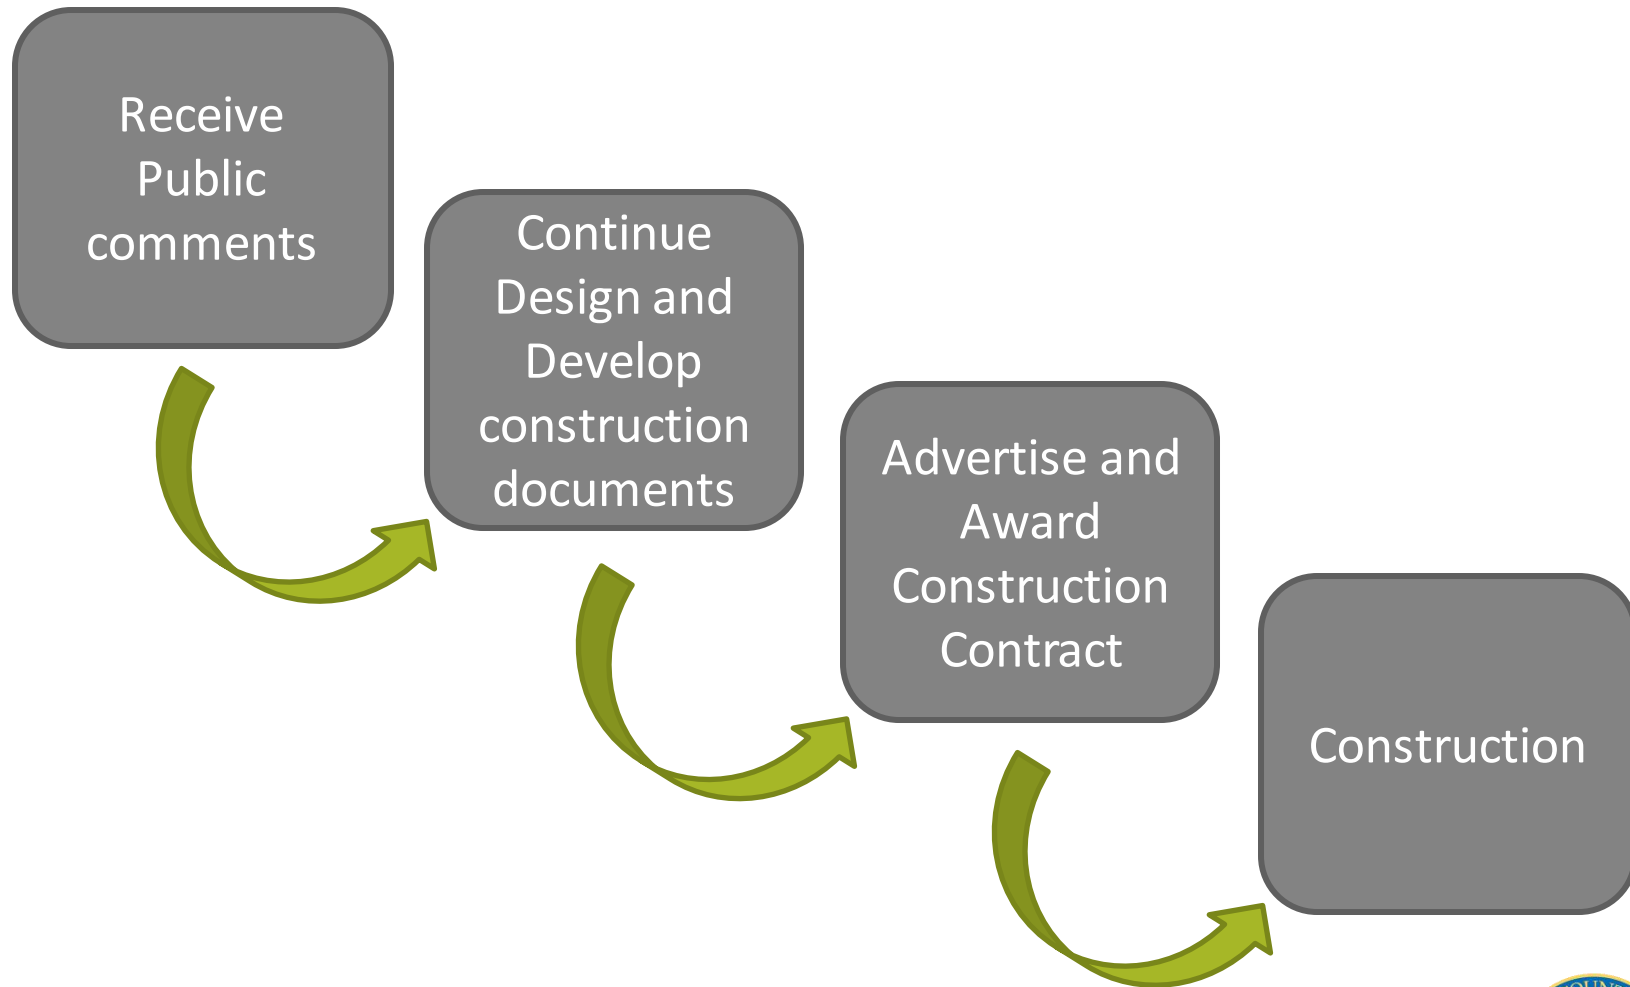 Receive
Public
comments
Continue
Design and
Develop
construction
documents
Advertise and
Award
Construction
Contract
Construction